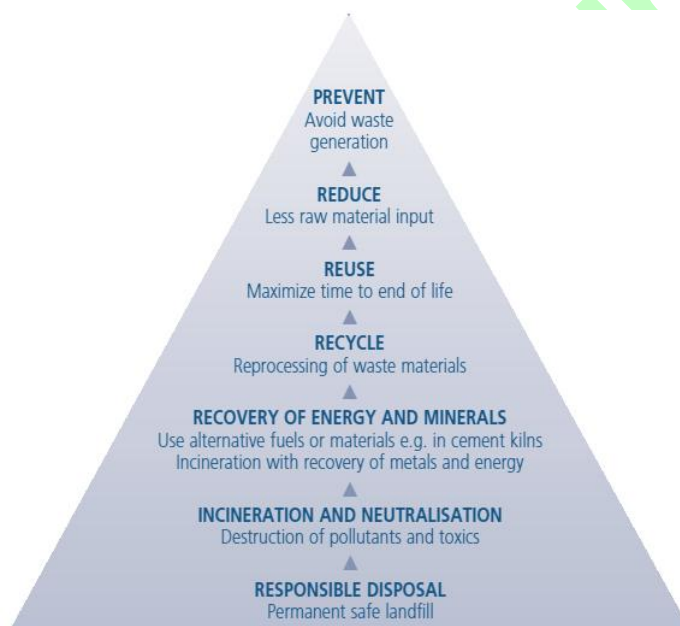 PREVENT
Avoid waste
generation
REDUCE
Less raw material input
REUSE
Maximize time to end of life
RECYCLE
Reprocessing of waste materials
RECOVERY OF ENERGY AND MINERALS
Use alternative fuels or materials e.g. in cement kilns
Incineration with recovery of metals and energy
INCINERATION AND NEUTRALISATION
Destruction of pollutants and toxics
RESPONSIBLE DISPOSAL
Permanent safe landfill